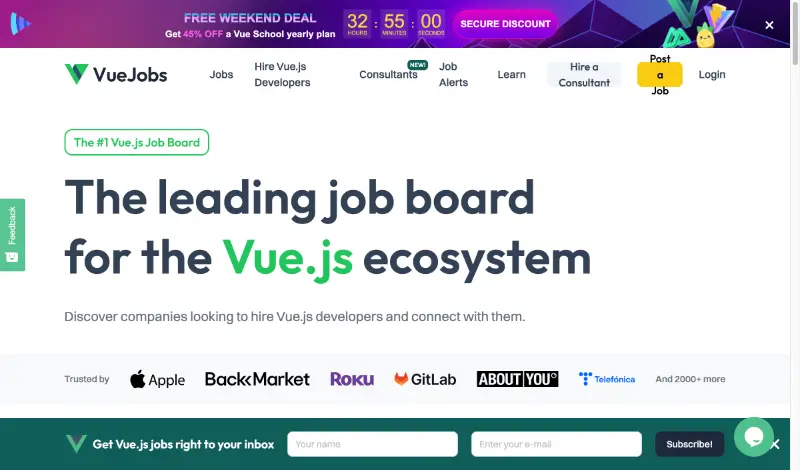 FREE WEEKEND DEAL
Get 45% OFF a Vue School yearly plan
32 : 55 : 00
HOURS MINUTES SECONDS
SECURE DISCOUNT
VueJobs
Jobs
Hire Vue.js
Developers
Consultants
NEW!
Job
Alerts
Learn
Hire a
Consultant
Post
a
Job
Login
The #1 Vue.js Job Board
The leading job board
for the Vue.js ecosystem
Discover companies looking to hire Vue.js developers and connect with them.
Feedback
Trusted by
Apple
Back Market
Roku
GitLab
ABOUT YOU°
Telefónica
And 2000+ more
Get Vue.js jobs right to your inbox
Your name
Enter your e-mail
Subscribe!